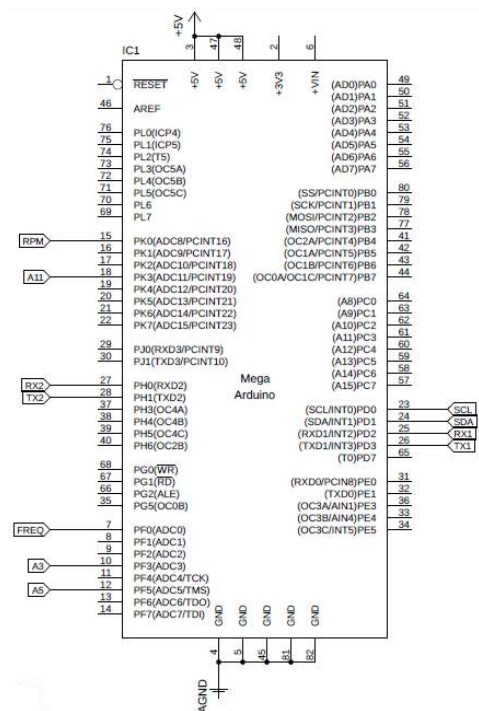 +5V
IC1
3 47 48 2 6
+5V +5V +5V +3V3 +VIN
1 RESET
46 AREF
76 PL0(ICP4)
75 PL1(ICP5)
74 PL2(T5)
73 PL3(OC5A)
72 PL4(OC5B)
71 PL5(OC5C)
70 PL6
69 PL7
RPM 15 PK0(ADC8/PCINT16)
16 PK1(ADC9/PCINT17)
17 PK2(ADC10/PCINT18)
A11 18 PK3(ADC11/PCINT19)
19 PK4(ADC12/PCINT20)
20 PK5(ADC13/PCINT21)
21 PK6(ADC14/PCINT22)
22 PK7(ADC15/PCINT23)
29 PJ0(RXD3/PCINT9)
30 PJ1(TXD3/PCINT10)
RX2 27 PH0(RXD2)
TX2 28 PH1(TXD2)
37 PH3(OC4A)
38 PH4(OC4B)
39 PH5(OC4C)
40 PH6(OC2B)
68 PG0(WR)
67 PG1(RD)
66 PG2(ALE)
35 PG5(OC0B)
FREQ 7 PF0(ADC0)
8 PF1(ADC1)
9 PF2(ADC2)
A3 10 PF3(ADC3)
11 PF4(ADC4/TCK)
A5 12 PF5(ADC5/TMS)
13 PF6(ADC6/TDO)
14 PF7(ADC7/TDI)
Mega
Arduino
(AD0)PA0 49
(AD1)PA1 50
(AD2)PA2 51
(AD3)PA3 52
(AD4)PA4 53
(AD5)PA5 54
(AD6)PA6 55
(AD7)PA7 56
(SS/PCINT0)PB0 80
(SCK/PCINT1)PB1 79
(MOSI/PCINT2)PB2 78
(MISO/PCINT3)PB3 77
(OC2A/PCINT4)PB4 41
(OC1A/PCINT5)PB5 42
(OC1B/PCINT6)PB6 43
(OC0A/OC1C/PCINT7)PB7 44
(A8)PC0 64
(A9)PC1 63
(A10)PC2 62
(A11)PC3 61
(A12)PC4 60
(A13)PC5 59
(A14)PC6 58
(A15)PC7 57
(SCL/INT0)PD0 23 SCL
(SDA/INT1)PD1 24 SDA
(RXD1/INT2)PD2 25 RX1
(TXD1/INT3)PD3 26 TX1
(T0)PD7 65
(RXD0/PCIN8)PE0 31
(TXD0)PE1 32
(OC3A/AIN1)PE3 36
(OC3B/AIN4)PE4 33
(OC3C/INT5)PE5 34
GND GND GND GND
4 5 45 81 82
AGND